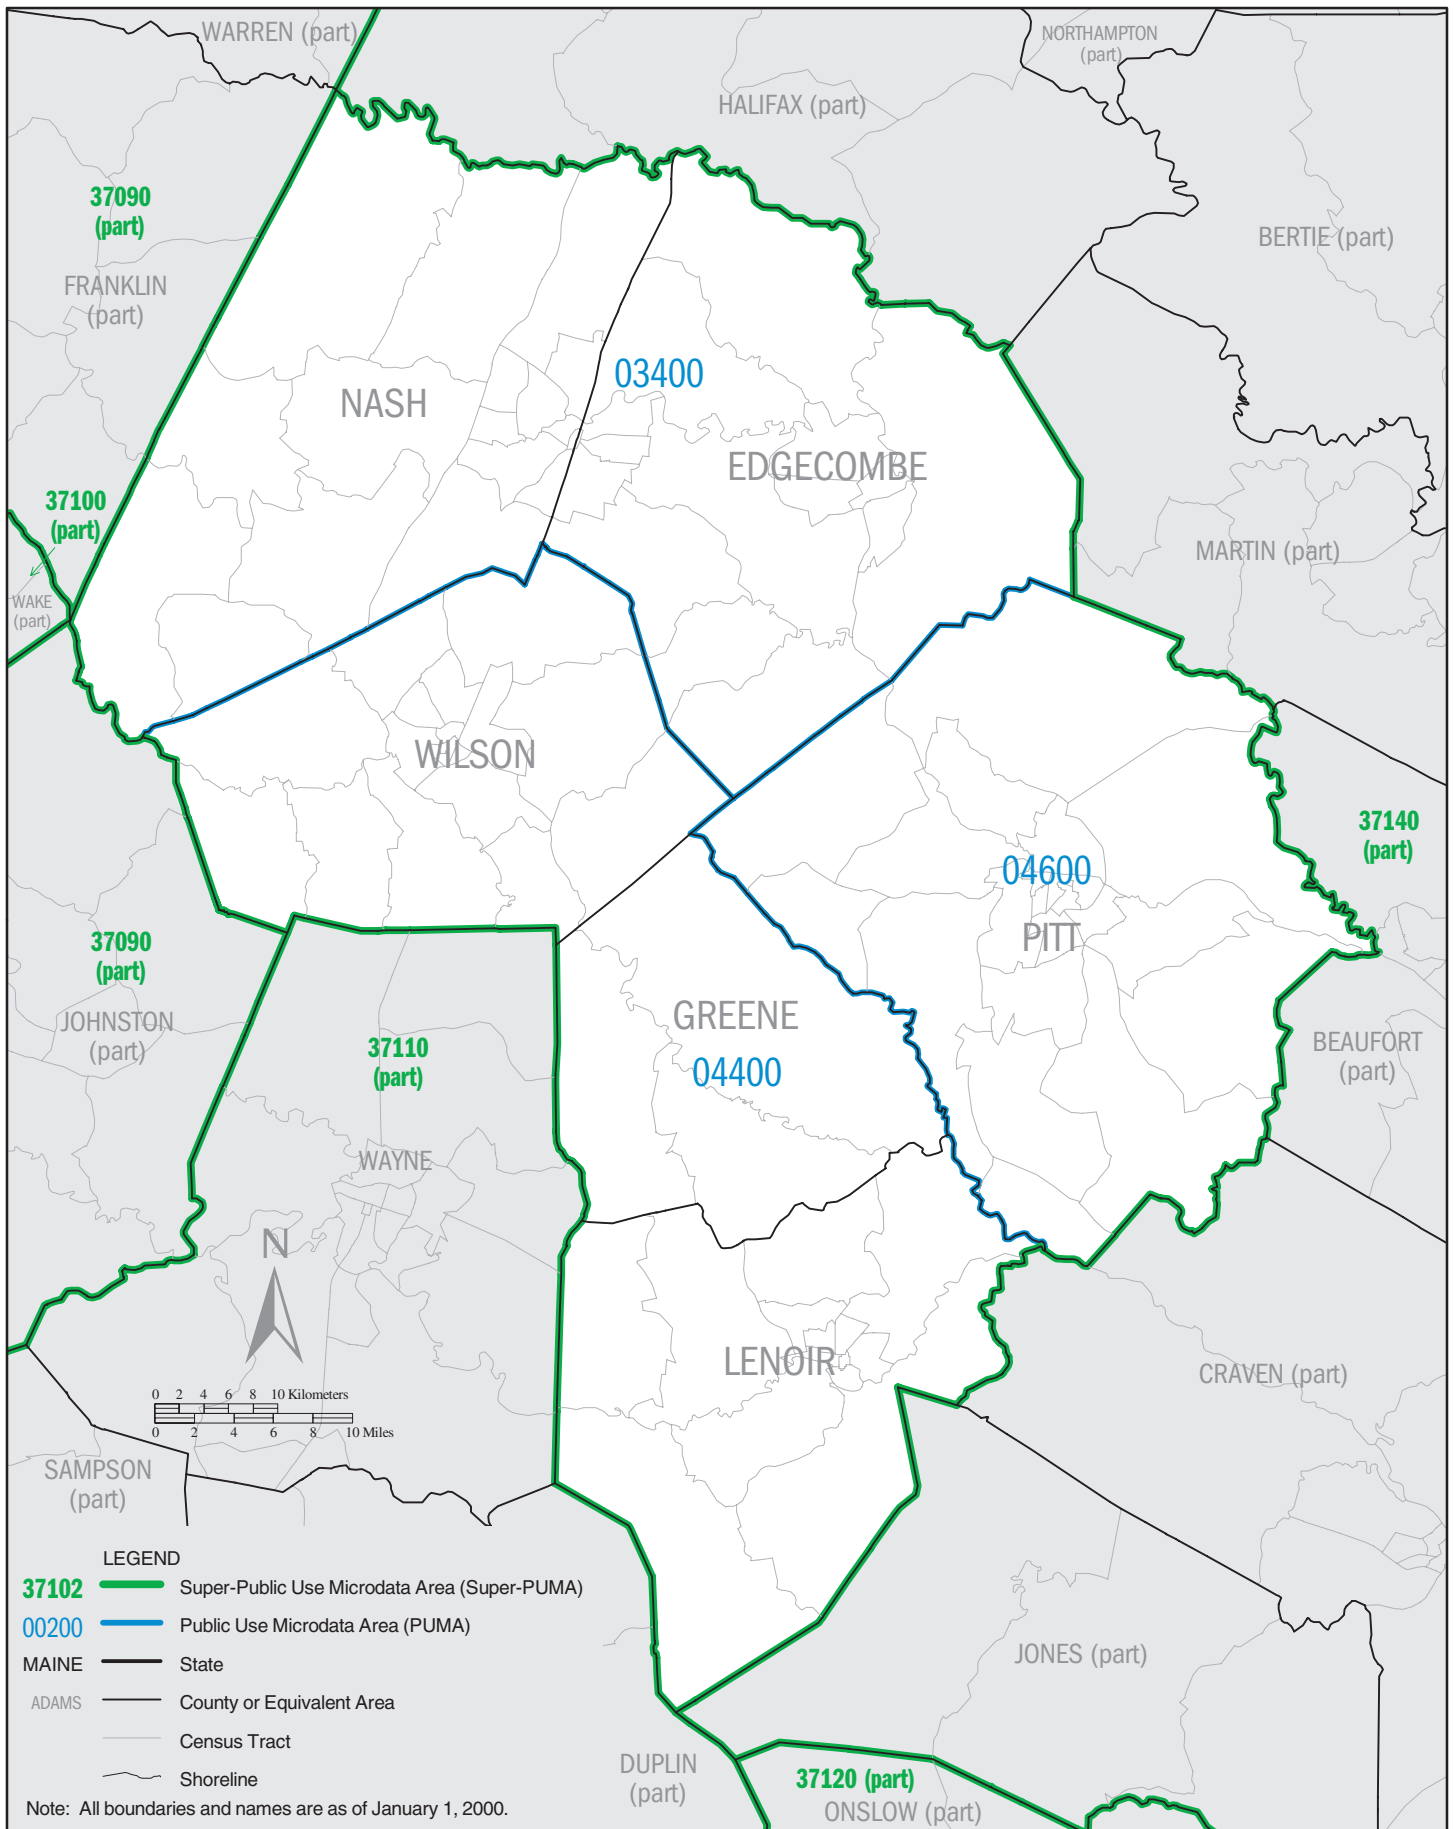 WARREN (part)
NORTHAMPTON
(part)
HALIFAX (part)
37090
(part)
BERTIE (part)
FRANKLIN
(part)
03400
NASH
EDGECOMBE
37100
(part)
MARTIN (part)
WAKE
(part)
WILSON
37140
(part)
04600
PITT
37090
(part)
GREENE
JOHNSTON
(part)
37110
(part)
BEAUFORT
(part)
04400
WAYNE
N
LENOIR
CRAVEN (part)
0 2 4 6 8 10 Kilometers
0 2 4 6 8 10 Miles
SAMPSON
(part)
LEGEND
37102 Super-Public Use Microdata Area (Super-PUMA)
00200 Public Use Microdata Area (PUMA)
MAINE State
ADAMS County or Equivalent Area
Census Tract
Shoreline
Note: All boundaries and names are as of January 1, 2000.
JONES (part)
DUPLIN
(part)
37120 (part)
ONSLOW (part)